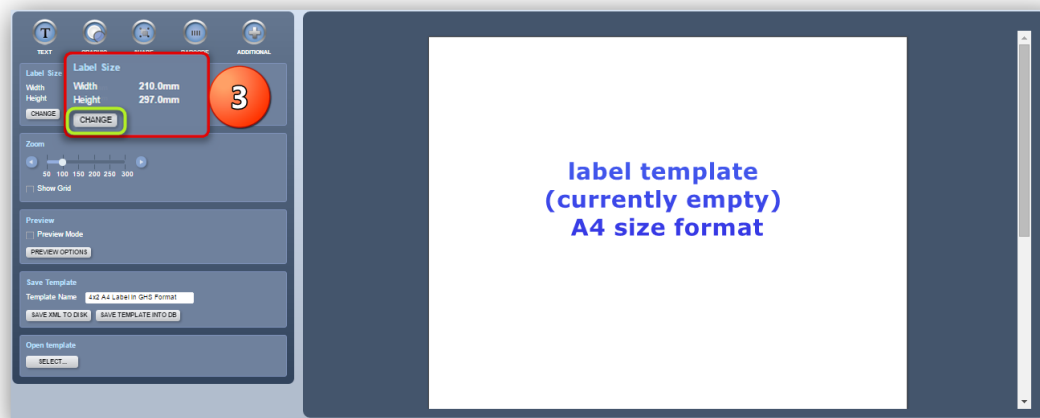 T
TEXT
GRAPHIC
SHAPE
BARCODE
ADDITIONAL
Label Size
Width
Height
CHANGE
Label Size
Width 210.0mm
Height 297.0mm
CHANGE
3
Zoom
50 100 150 200 250 300
Show Grid
Preview
Preview Mode
PREVIEW OPTIONS
Save Template
Template Name 4x2 A4 Label in GHS Format
SAVE XML TO DISK SAVE TEMPLATE INTO DB
Open template
SELECT...
label template
(currently empty)
A4 size format